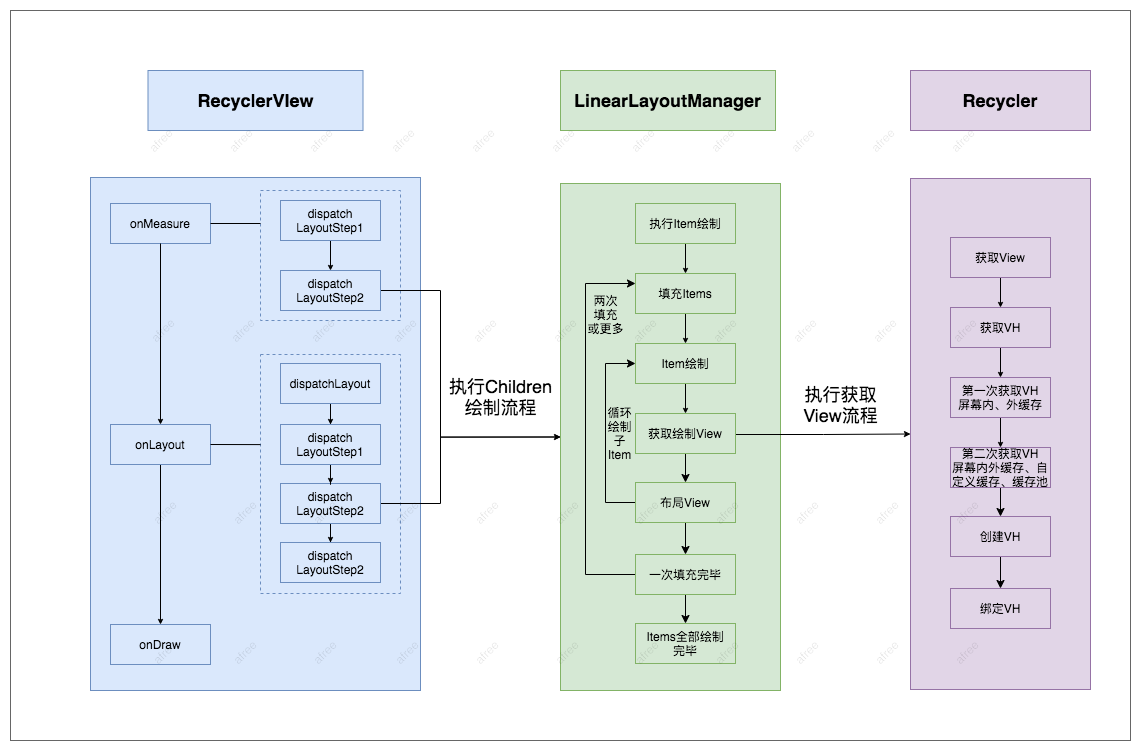 RecyclerVIew
LinearLayoutManager
Recycler
onMeasure
dispatch
LayoutStep1
dispatch
LayoutStep2
onLayout
dispatchLayout
dispatch
LayoutStep1
dispatch
LayoutStep2
dispatch
LayoutStep2
onDraw
执行Children
绘制流程
执行Item绘制
填充Items
两次
填充
或更多
Item绘制
循环
绘制
子
Item
获取绘制View
布局View
一次填充完毕
Items全部绘制
完毕
执行获取
View流程
获取View
获取VH
第一次获取VH
屏幕内、外缓存
第二次获取VH
屏幕内外缓存、自
定义缓存、缓存池
创建VH
绑定VH